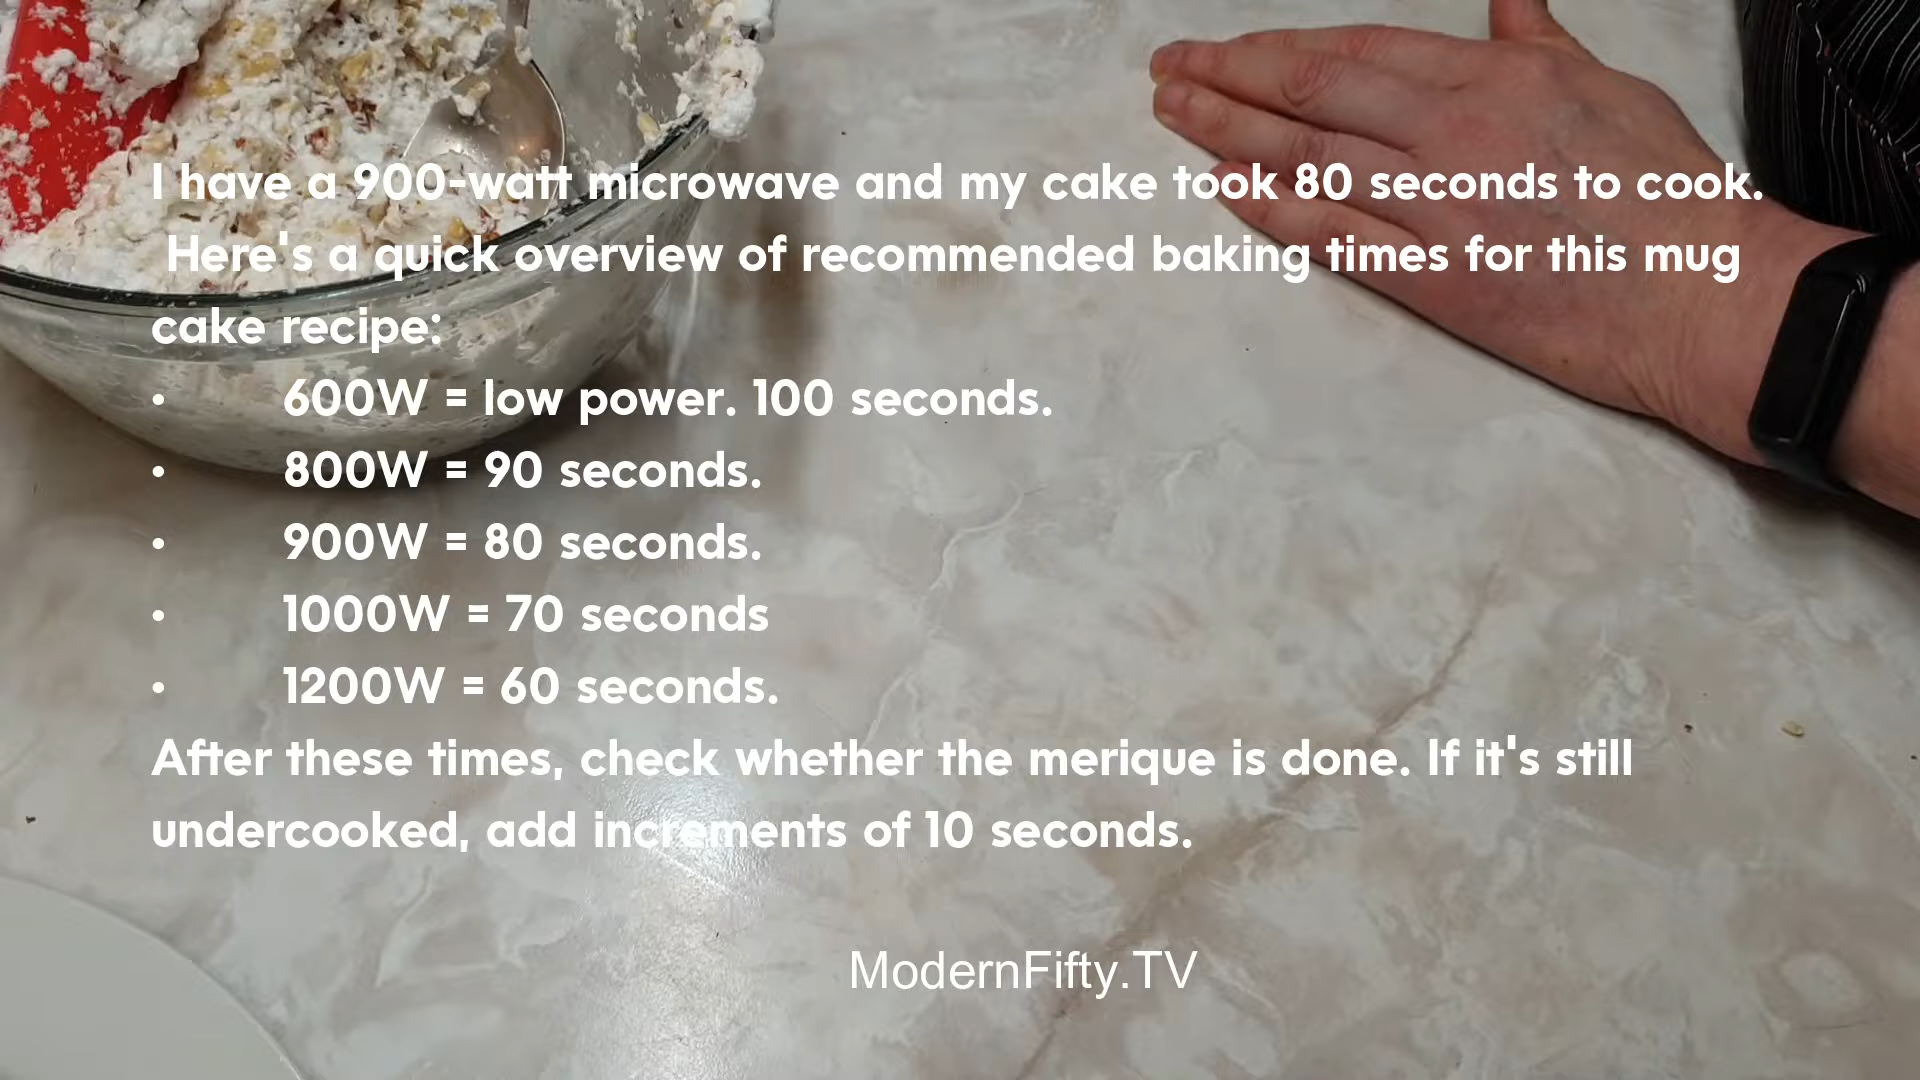 I have a 900-watt microwave and my cake took 80 seconds to cook.
Here's a quick overview of recommended baking times for this mug
cake recipe:
• 600W = low power. 100 seconds.
• 800W = 90 seconds.
• 900W = 80 seconds.
• 1000W = 70 seconds
• 1200W = 60 seconds.
After these times, check whether the merique is done. If it's still
undercooked, add increments of 10 seconds.
ModernFifty.TV